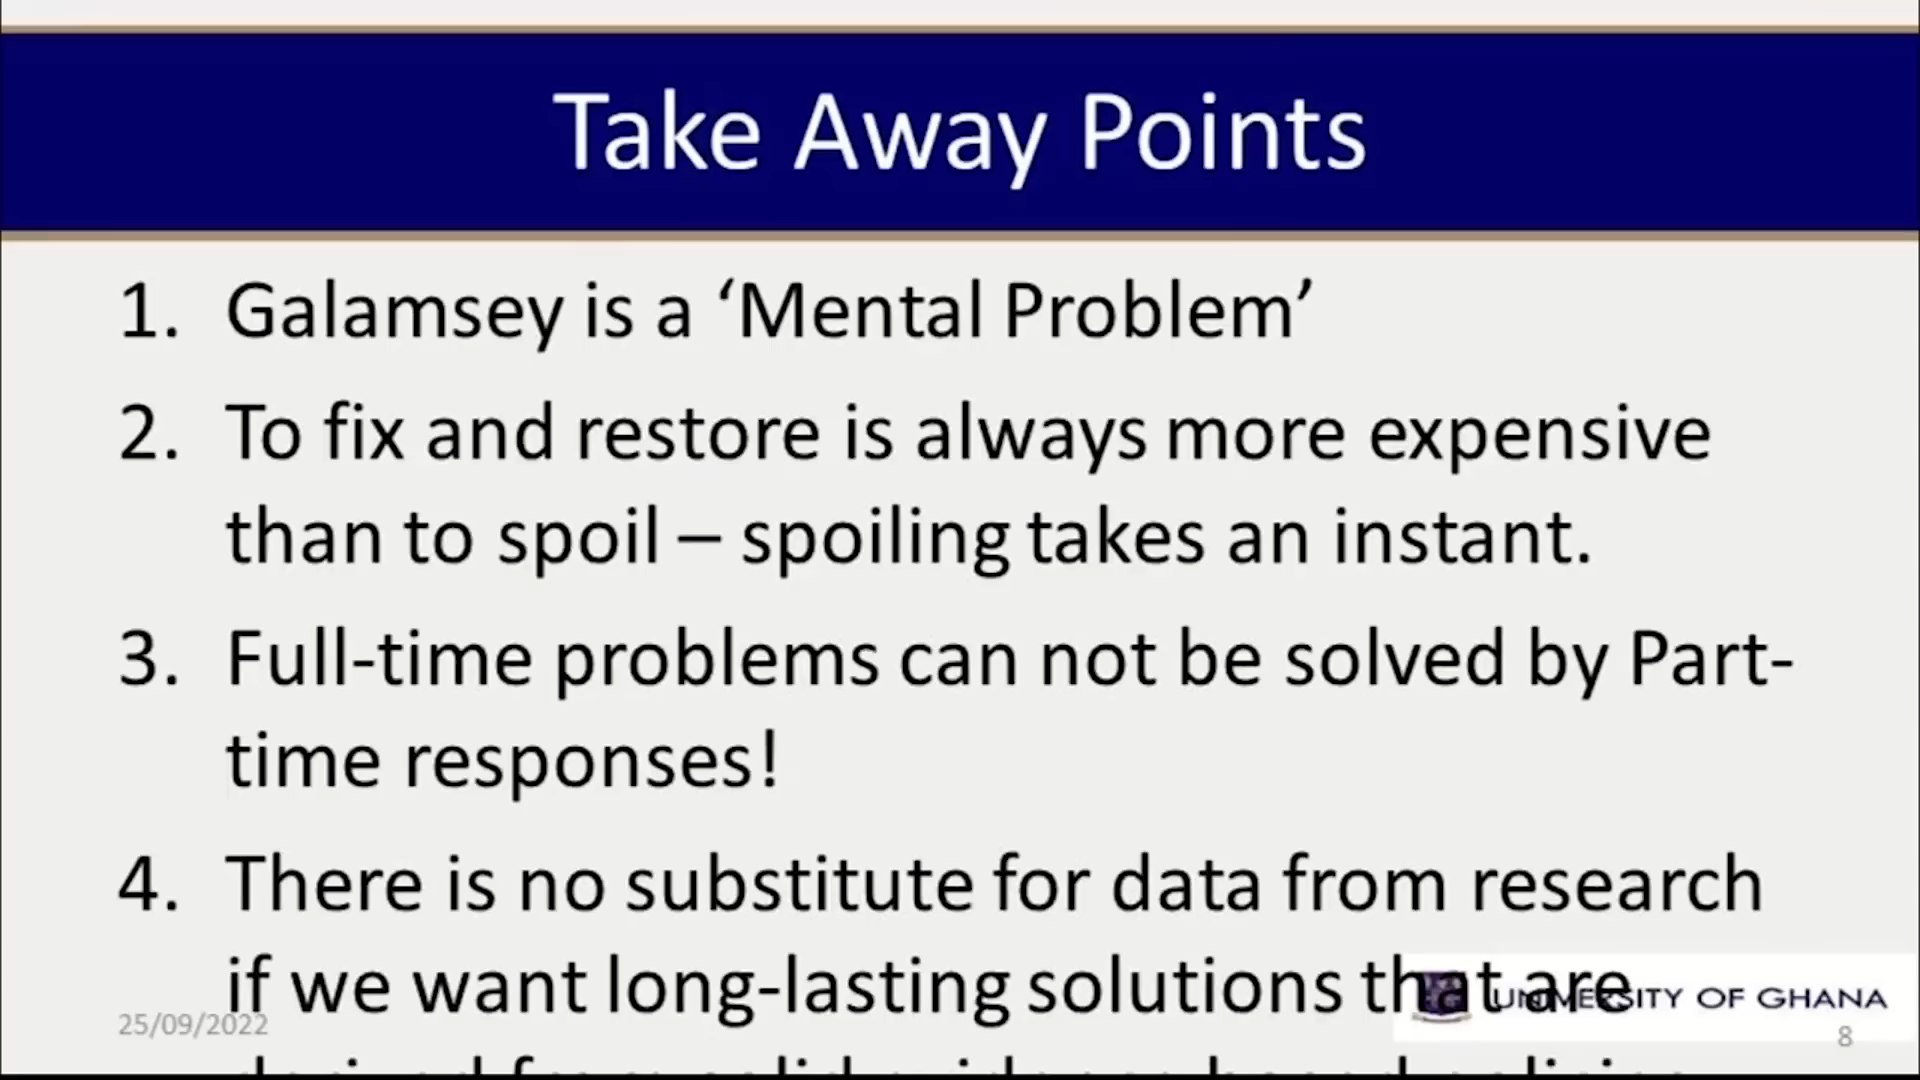 Take Away Points
1. Galamsey is a ‘Mental Problem’
2. To fix and restore is always more expensive
than to spoil – spoiling takes an instant.
3. Full-time problems can not be solved by Part-
time responses!
4. There is no substitute for data from research
if we want long-lasting solutions that are
UNIVERSITY OF GHANA
25/09/2022
8